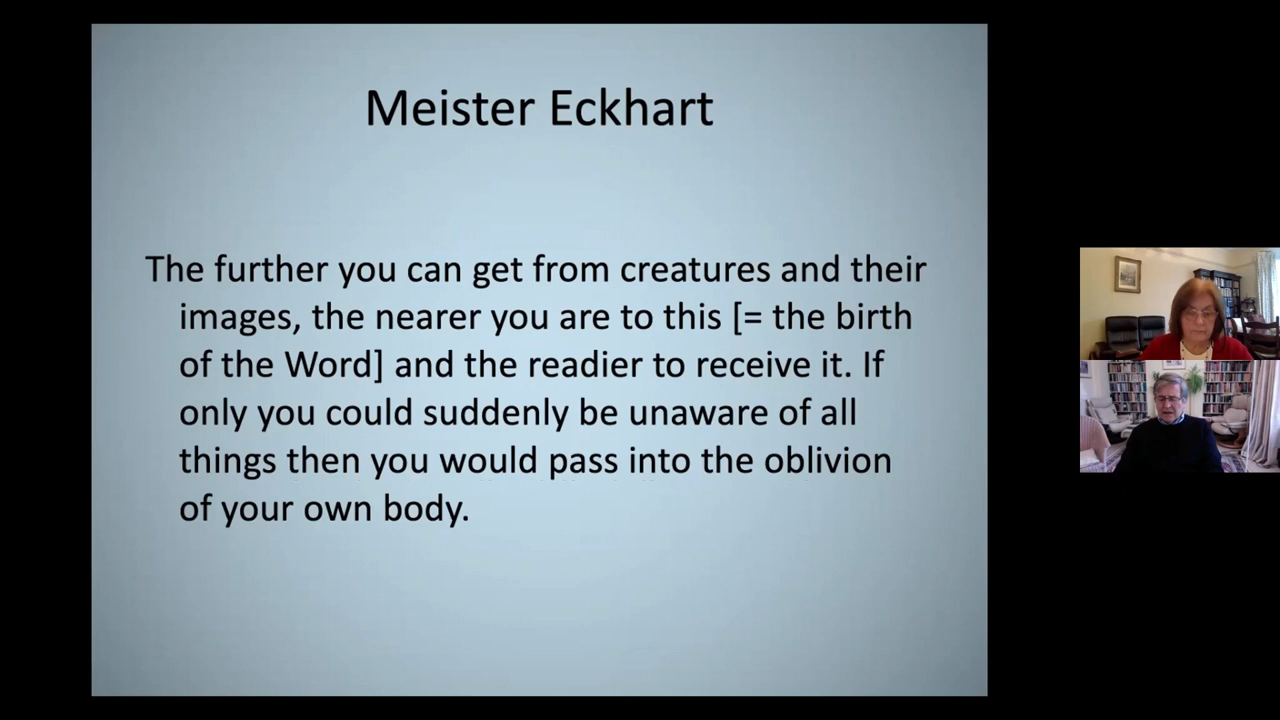 Meister Eckhart
The further you can get from creatures and their
images, the nearer you are to this [= the birth
of the Word] and the readier to receive it. If
only you could suddenly be unaware of all
things then you would pass into the oblivion
of your own body.